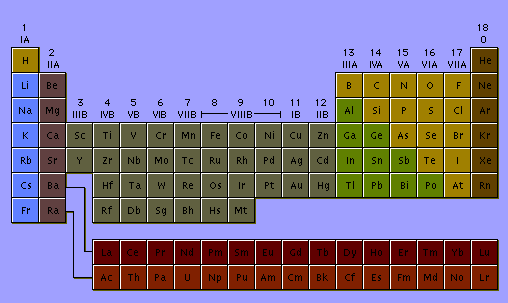 1 18
IA 0
H 2 13 14 15 16 17 He
IIA IIIA IVA VA VIA VIIA
Li Be B C N O F Ne
Na Mg 3 4 5 6 7 8 9 10 11 12 Al Si P S Cl Ar
IIIB IVB VB VIB VIIB VIIIB IB IIB
K Ca Sc Ti V Cr Mn Fe Co Ni Cu Zn Ga Ge As Se Br Kr
Rb Sr Y Zr Nb Mo Tc Ru Rh Pd Ag Cd In Sn Sb Te I Xe
Cs Ba Hf Ta W Re Os Ir Pt Au Hg Tl Pb Bi Po At Rn
Fr Ra Rf Db Sg Bh Hs Mt
La Ce Pr Nd Pm Sm Eu Gd Tb Dy Ho Er Tm Yb Lu
Ac Th Pa U Np Pu Am Cm Bk Cf Es Fm Md No Lr